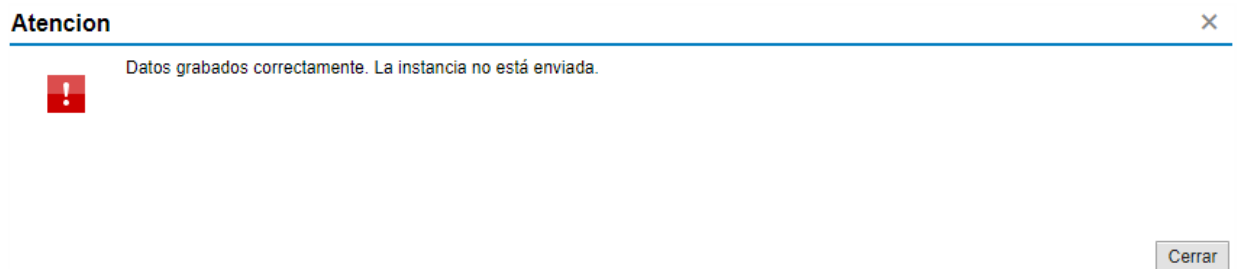 Atencion
Datos grabados correctamente. La instancia no está enviada.
Cerrar